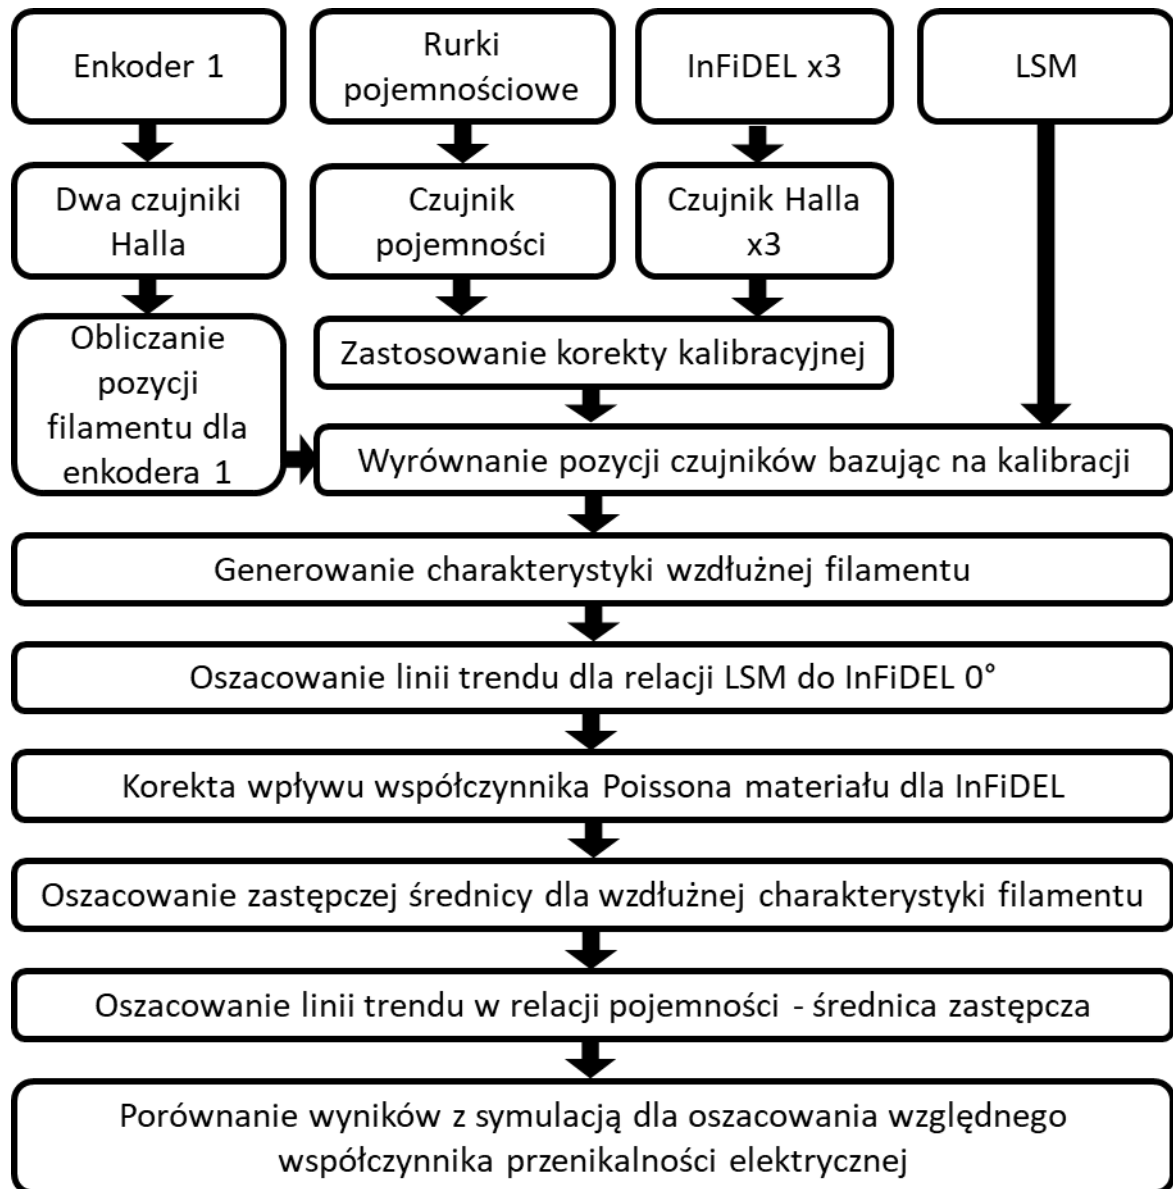 Enkoder 1
Rurki
pojemnościowe
InFiDEL x3
LSM
Dwa czujniki
Halla
Czujnik
pojemności
Czujnik Halla
x3
Obliczanie
pozycji
filamentu dla
enkodera 1
Zastosowanie korekty kalibracyjnej
Wyrównanie pozycji czujników bazując na kalibracji
Generowanie charakterystyki wzdłużnej filamentu
Oszacowanie linii trendu dla relacji LSM do InFiDEL 0°
Korekta wpływu współczynnika Poissona materiału dla InFiDEL
Oszacowanie zastępczej średnicy dla wzdłużnej charakterystyki filamentu
Oszacowanie linii trendu w relacji pojemności - średnica zastępcza
Porównanie wyników z symulacją dla oszacowania względnego
współczynnika przenikalności elektrycznej